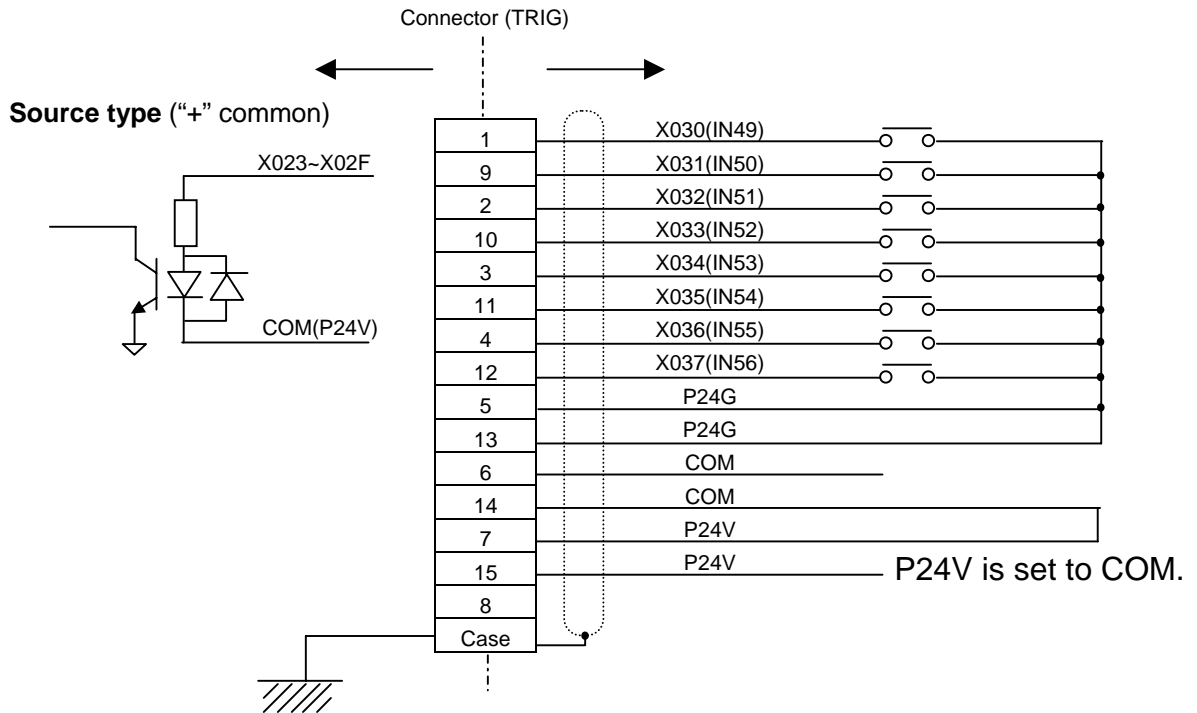 Connector (TRIG)
Source type (“+” common)
X023~X02F
COM(P24V)
1 X030(IN49)
9 X031(IN50)
2 X032(IN51)
10 X033(IN52)
3 X034(IN53)
11 X035(IN54)
4 X036(IN55)
12 X037(IN56)
5 P24G
13 P24G
6 COM
14 COM
7 P24V
15 P24V P24V is set to COM.
8
Case